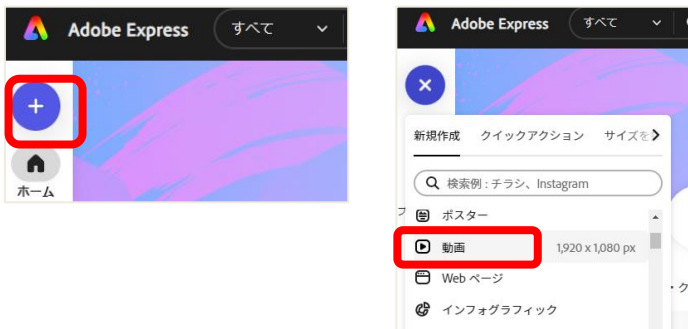 Adobe Express
すべて
ホーム
Adobe Express
すべて
新規作成 クイックアクション サイズを
検索例 : チラシ、Instagram
ポスター
動画 1,920 x 1,080 px
Web ページ
インフォグラフィック